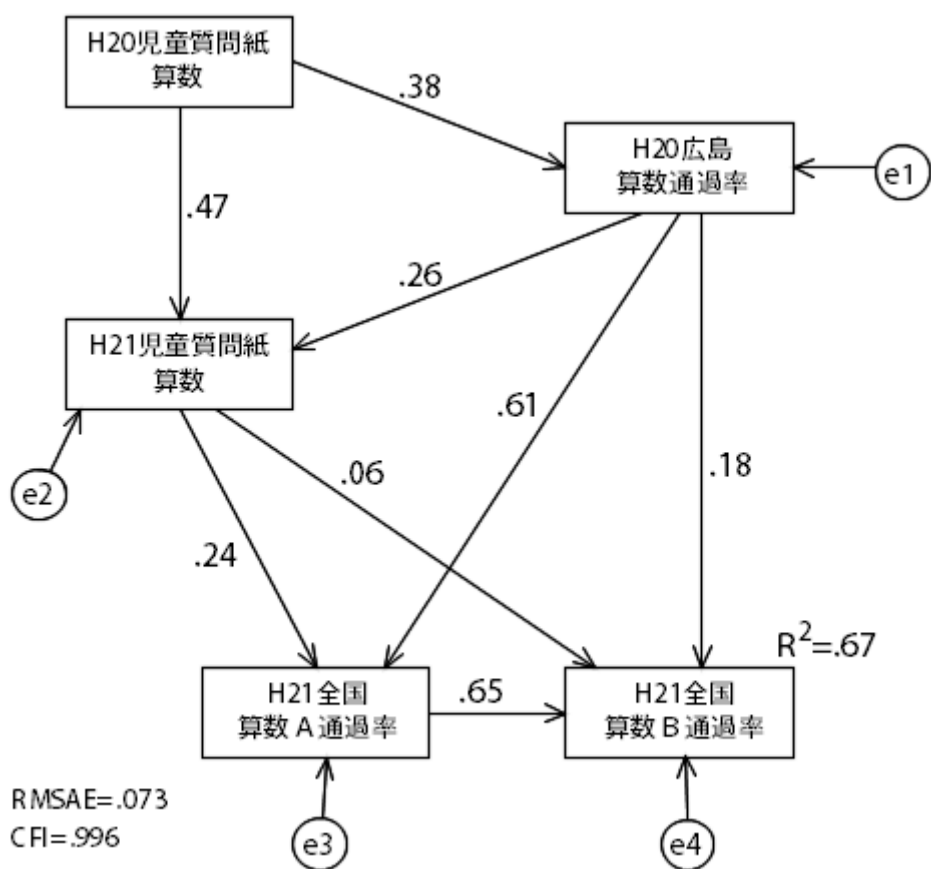 H20児童質問紙
算数
.38
H20広島
算数通過率
e1
.47
.26
H21児童質問紙
算数
.61
.06
.18
e2
.24
R²=.67
H21全国
算数A通過率
.65
H21全国
算数B通過率
RMSAE=.073
CFI=.996
e3
e4